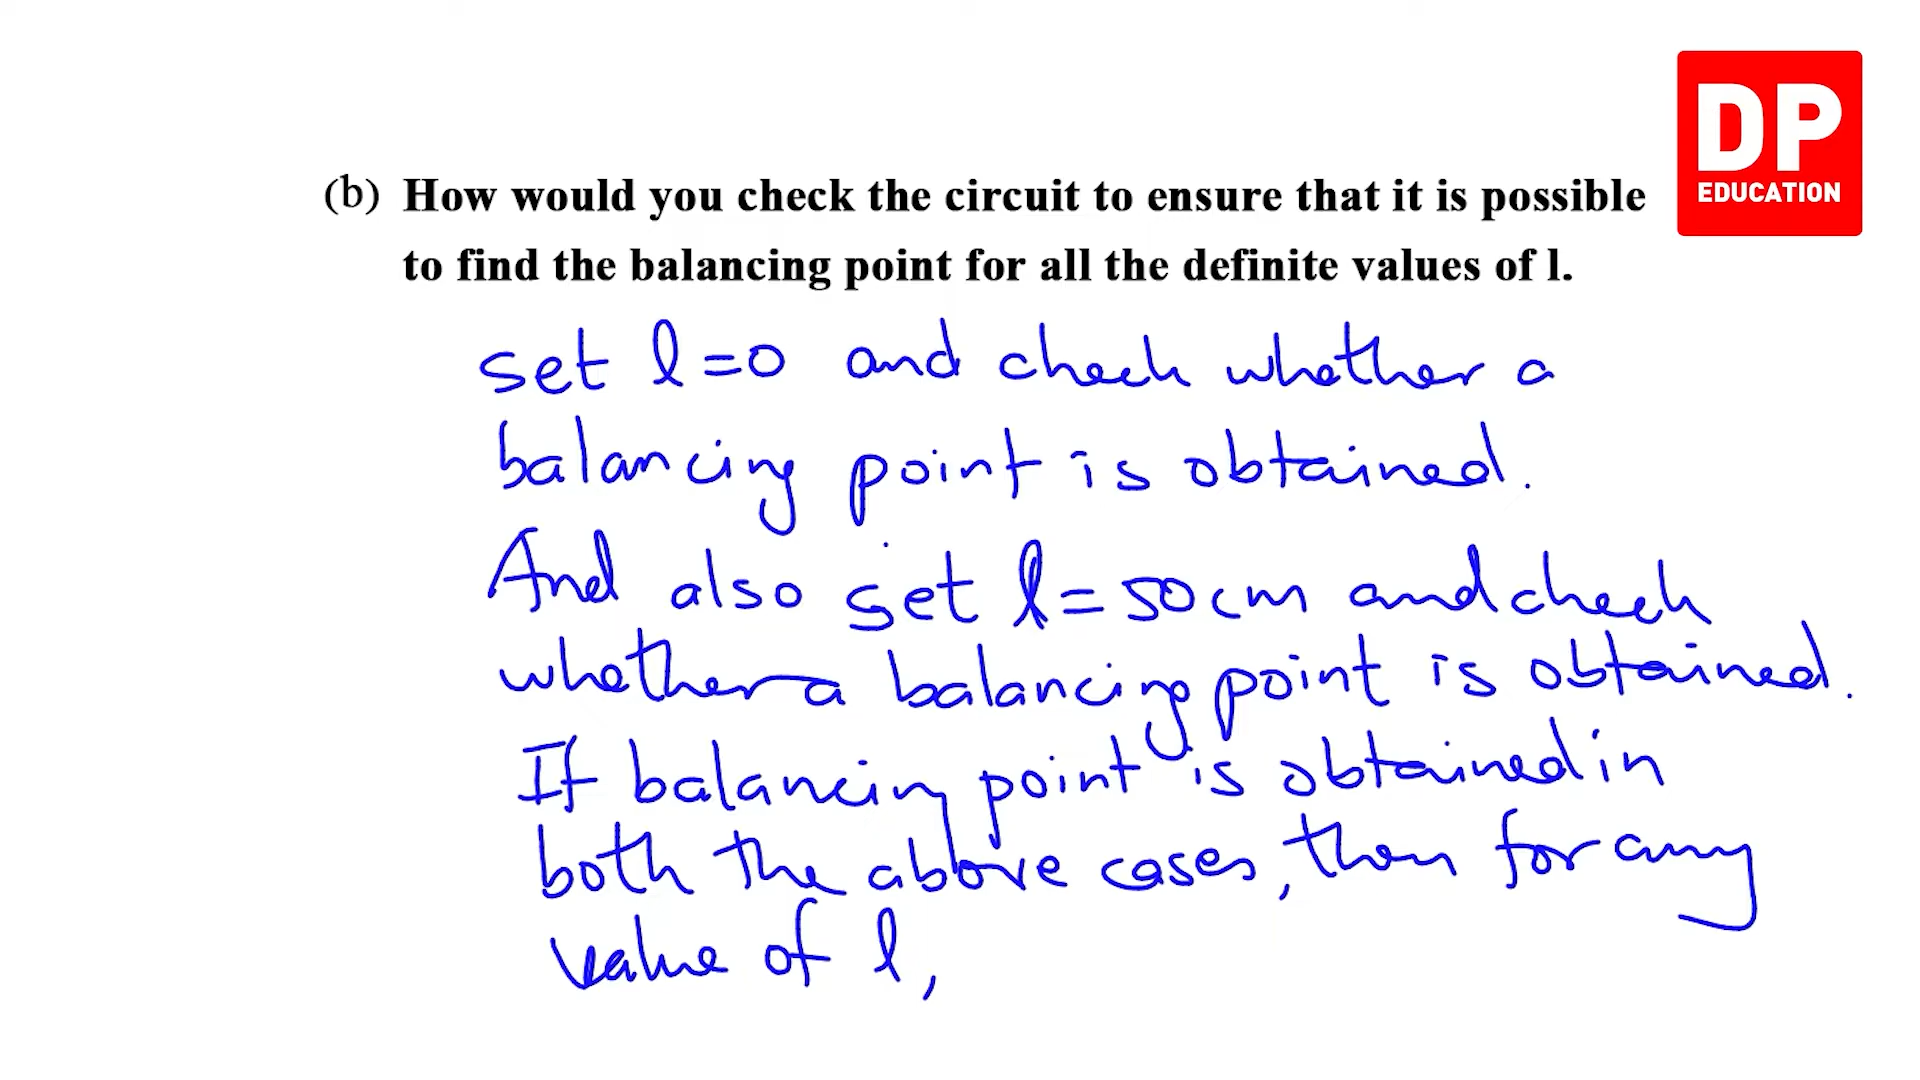 DP
EDUCATION
(b) How would you check the circuit to ensure that it is possible
to find the balancing point for all the definite values of l.
set l=0 and check whether a
balancing point is obtained.
And also set l=50cm and check
whether a balancing point is obtained.
If balancing point is obtained in
both the above cases, then for any
value of l,